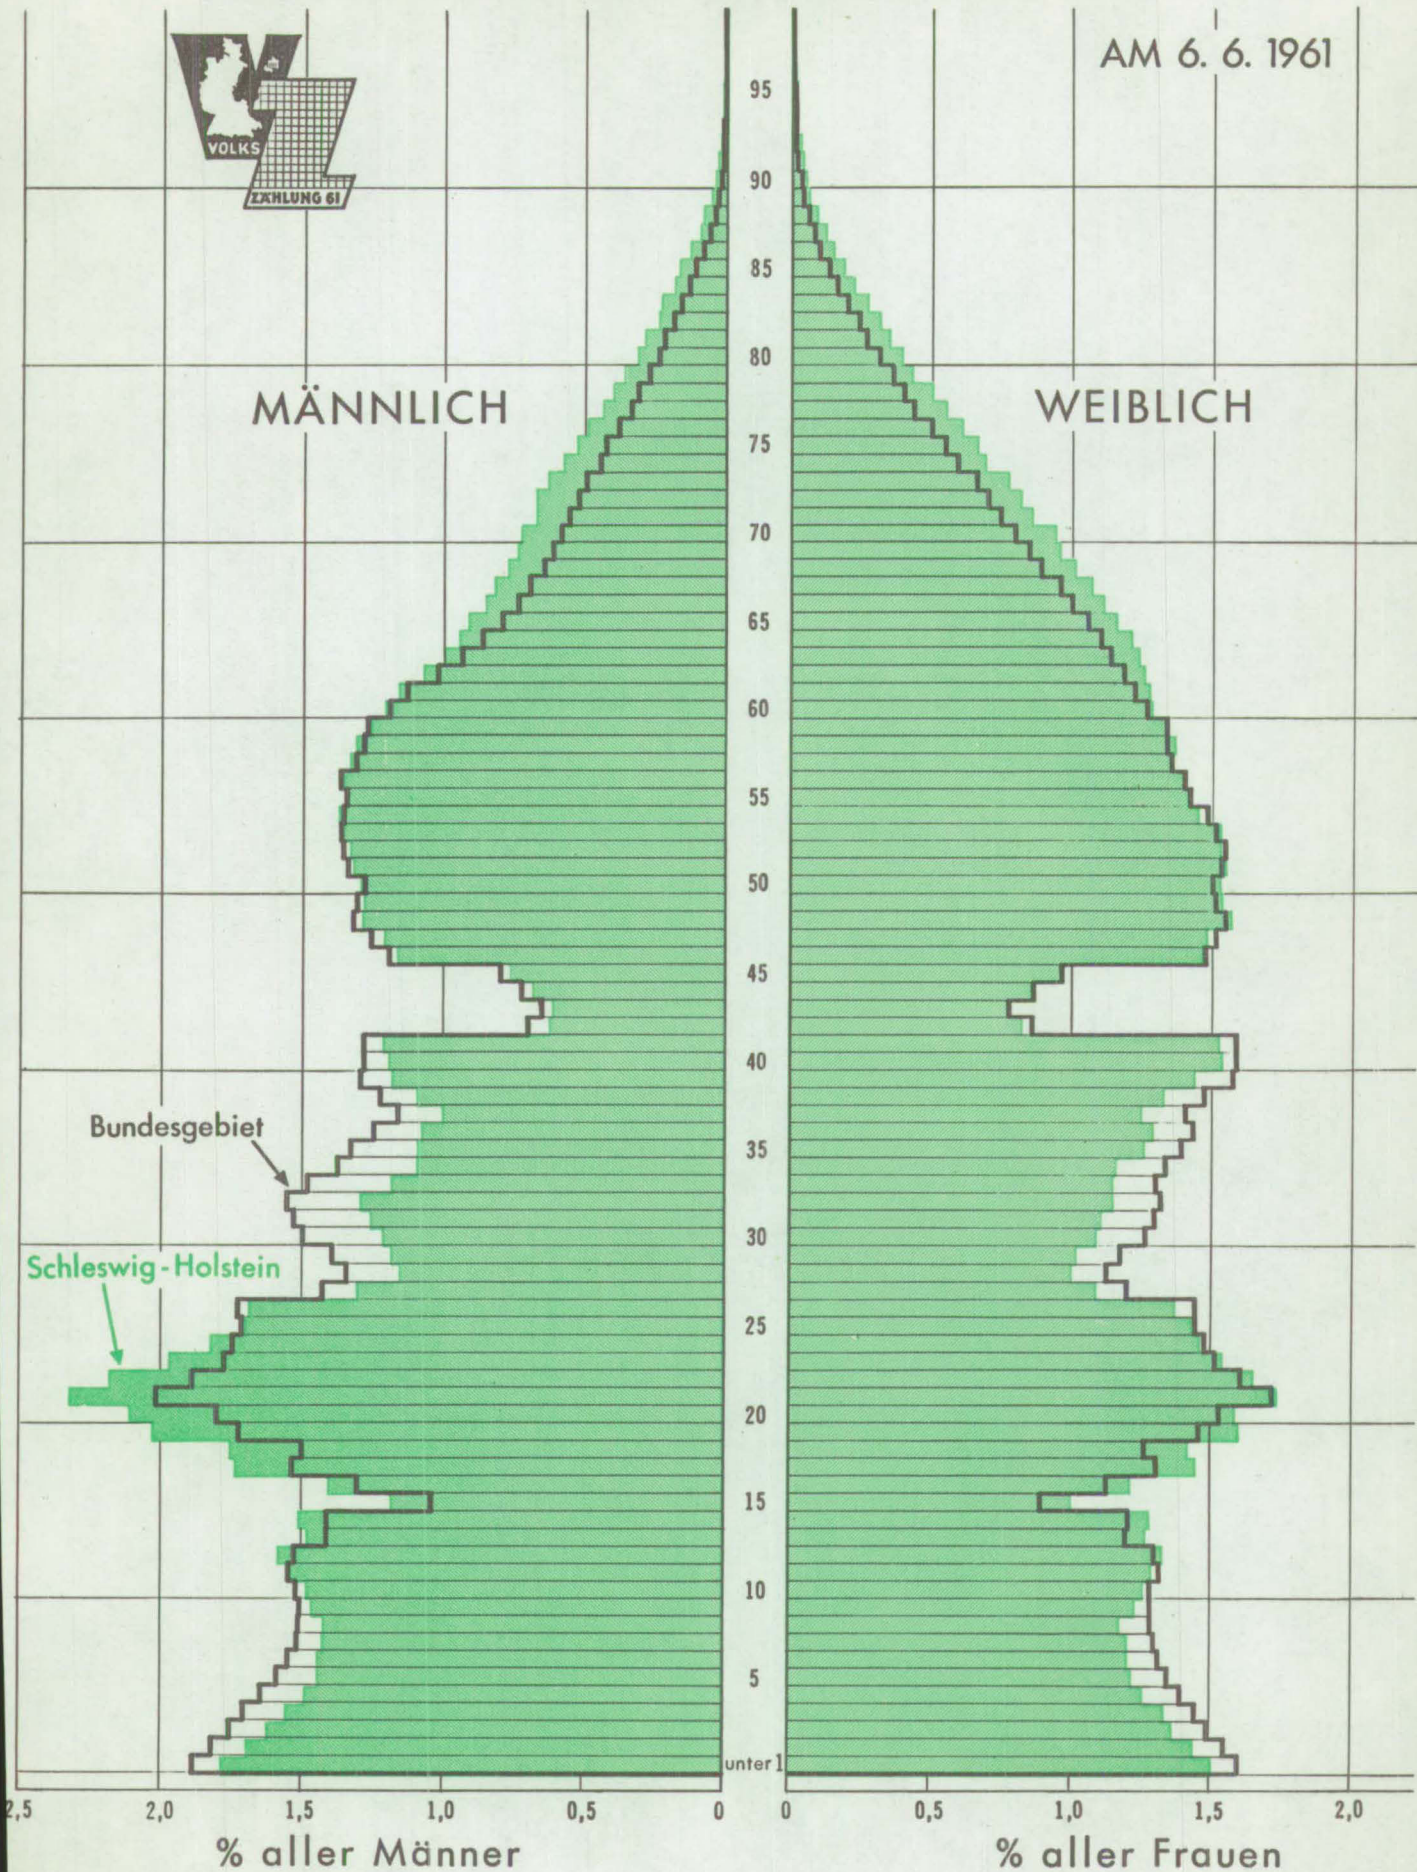 AM 6. 6. 1961
VOLKS
ZÄHLUNG 61
95
90
85
80
MÄNNLICH
WEIBLICH
75
70
65
60
55
50
45
40
Bundesgebiet
35
30
Schleswig-Holstein
25
20
15
10
5
unter 1
2,5 2,0 1,5 1,0 0,5 0 0 0,5 1,0 1,5 2,0
% aller Männer % aller Frauen